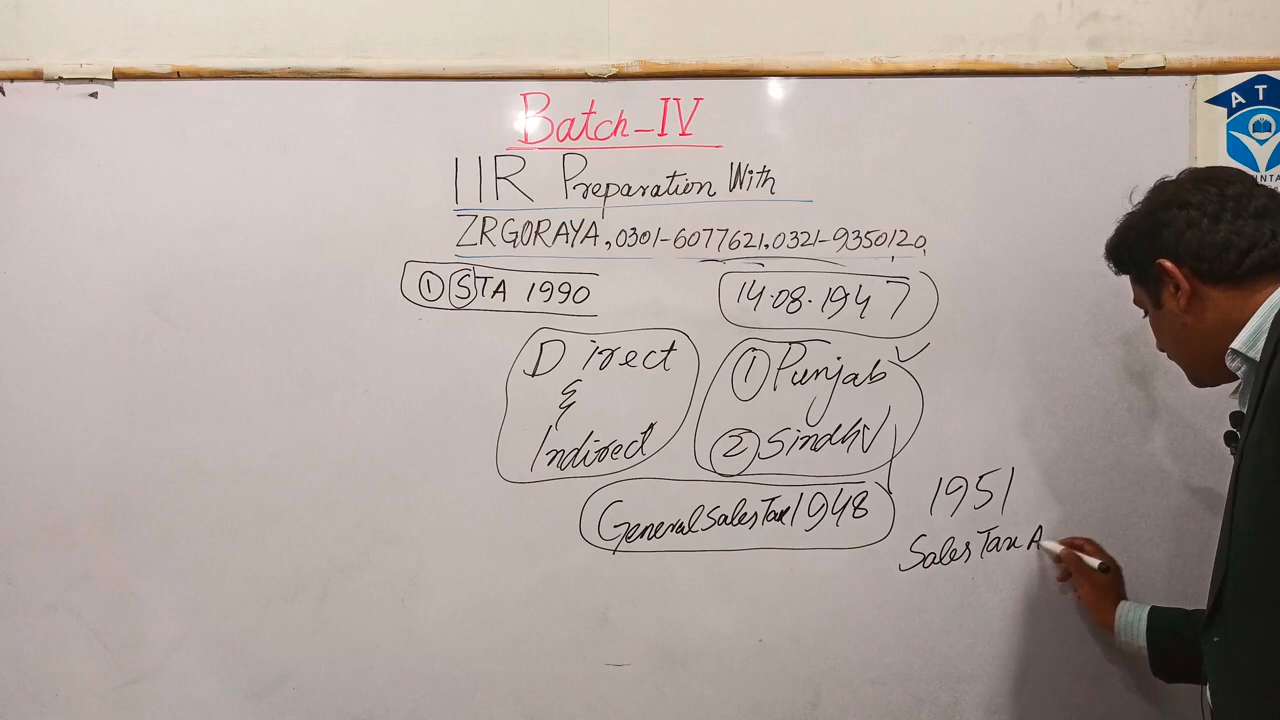 Batch-IV
IIR Preparation With
ZRGORAYA, 0301-6077621, 0321-9350120
① STA 1990
14.08.1947
Direct
&
Indirect
① Punjab ✓
② Sindh ✓
General Sales Tax 1948
1951
Sales Tax A
A T